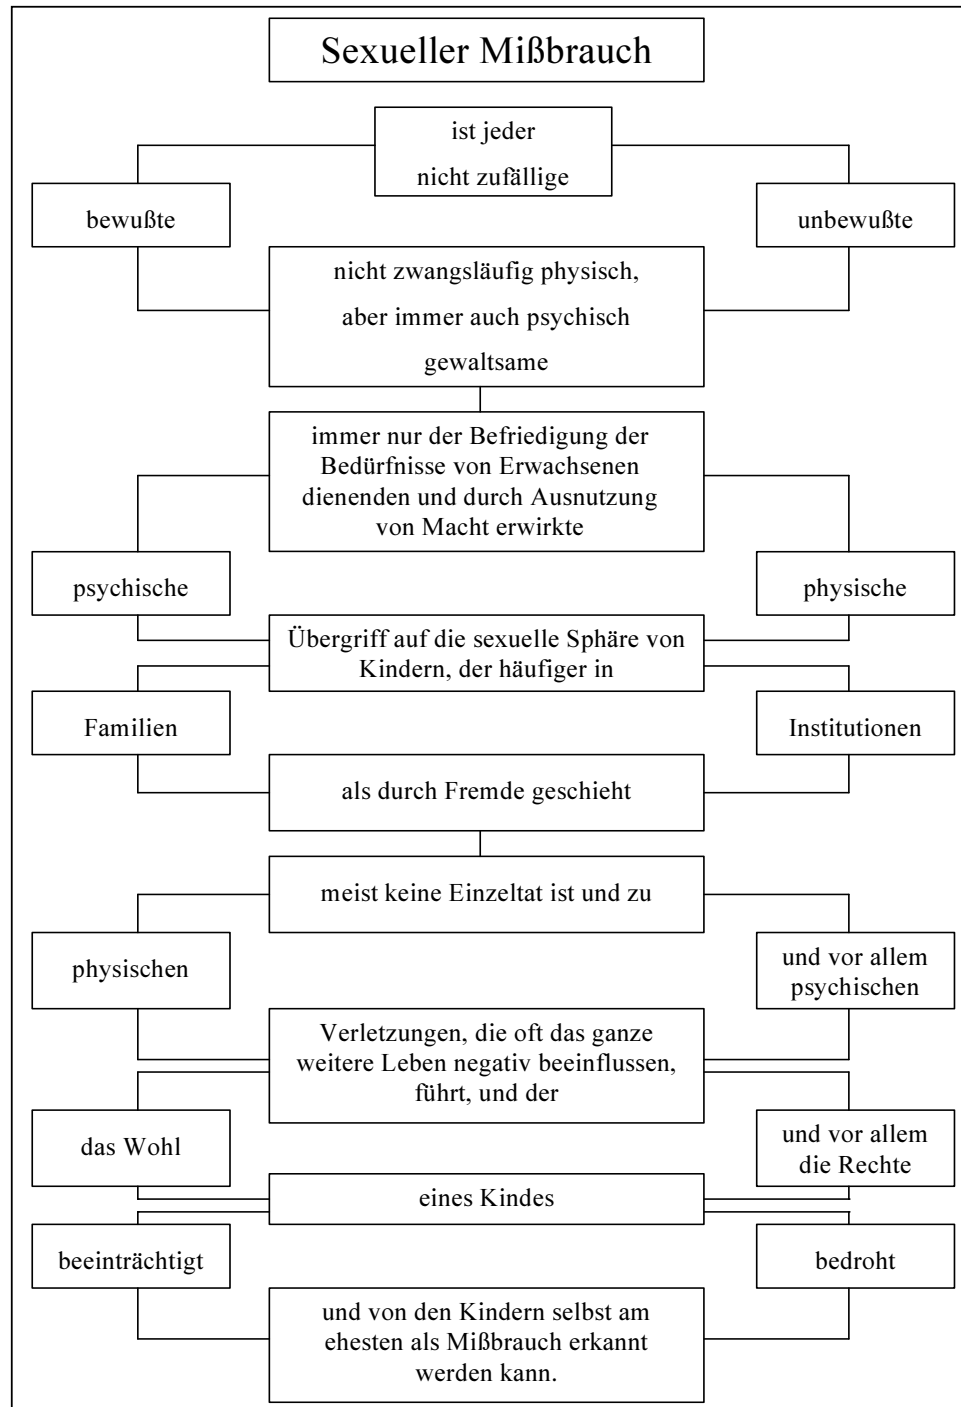 Sexueller Mißbrauch
ist jeder
nicht zufällige
bewußte
unbewußte
nicht zwangsläufig physisch,
aber immer auch psychisch
gewaltsame
immer nur der Befriedigung der
Bedürfnisse von Erwachsenen
dienenden und durch Ausnutzung
von Macht erwirkte
psychische
physische
Übergriff auf die sexuelle Sphäre von
Kindern, der häufiger in
Familien
Institutionen
als durch Fremde geschieht
meist keine Einzeltat ist und zu
physischen
und vor allem
psychischen
Verletzungen, die oft das ganze
weitere Leben negativ beeinflussen,
führt, und der
das Wohl
und vor allem
die Rechte
eines Kindes
beeinträchtigt
bedroht
und von den Kindern selbst am
ehesten als Mißbrauch erkannt
werden kann.